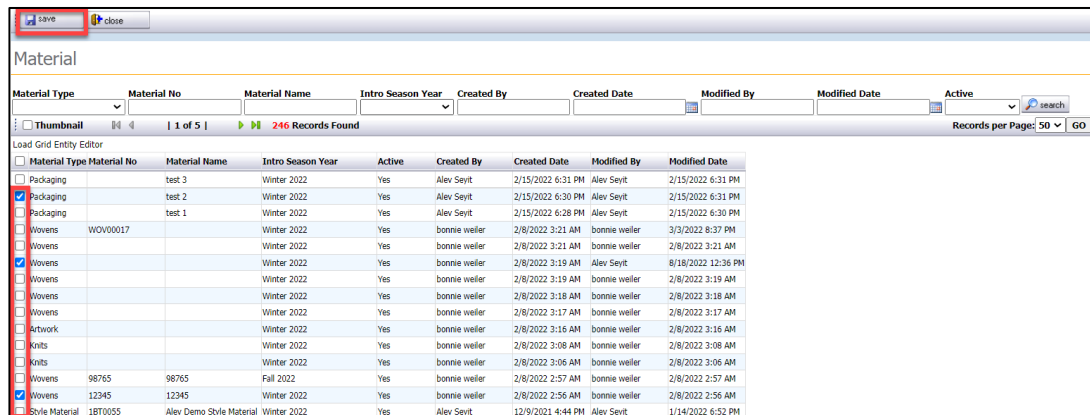 save close
Material
Material Type Material No Material Name Intro Season Year Created By Created Date Modified By Modified Date Active
search
Thumbnail | 1 of 5 | 246 Records Found Records per Page: 50 GO
Load Grid Entity Editor
Material Type Material No Material Name Intro Season Year Active Created By Created Date Modified By Modified Date
Packaging test 3 Winter 2022 Yes Alev Seyit 2/15/2022 6:31 PM Alev Seyit 2/15/2022 6:31 PM
Packaging test 2 Winter 2022 Yes Alev Seyit 2/15/2022 6:30 PM Alev Seyit 2/15/2022 6:31 PM
Packaging test 1 Winter 2022 Yes Alev Seyit 2/15/2022 6:28 PM Alev Seyit 2/15/2022 6:30 PM
Wovens WOV00017 Winter 2022 Yes bonnie weiler 2/8/2022 3:21 AM bonnie weiler 3/3/2022 8:37 PM
Wovens Winter 2022 Yes bonnie weiler 2/8/2022 3:21 AM bonnie weiler 2/8/2022 3:21 AM
Wovens Winter 2022 Yes bonnie weiler 2/8/2022 3:19 AM Alev Seyit 8/18/2022 12:36 PM
Wovens Winter 2022 Yes bonnie weiler 2/8/2022 3:19 AM bonnie weiler 2/8/2022 3:19 AM
Wovens Winter 2022 Yes bonnie weiler 2/8/2022 3:18 AM bonnie weiler 2/8/2022 3:18 AM
Wovens Winter 2022 Yes bonnie weiler 2/8/2022 3:17 AM bonnie weiler 2/8/2022 3:17 AM
Artwork Winter 2022 Yes bonnie weiler 2/8/2022 3:16 AM bonnie weiler 2/8/2022 3:16 AM
Knits Winter 2022 Yes bonnie weiler 2/8/2022 3:08 AM bonnie weiler 2/8/2022 3:08 AM
Knits Winter 2022 Yes bonnie weiler 2/8/2022 3:06 AM bonnie weiler 2/8/2022 3:06 AM
Wovens 98765 98765 Fall 2022 Yes bonnie weiler 2/8/2022 2:57 AM bonnie weiler 2/8/2022 2:57 AM
Wovens 12345 12345 Winter 2022 Yes bonnie weiler 2/8/2022 2:56 AM bonnie weiler 2/8/2022 2:56 AM
Style Material 1BT0055 Alev Demo Style Material Winter 2022 Yes Alev Seyit 12/9/2021 4:44 PM Alev Seyit 1/14/2022 6:52 PM